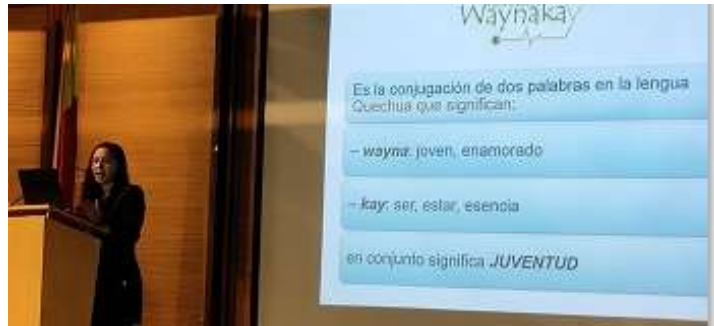 Waynakay
Es la conjugación de dos palabras en la lengua
Quechua que significan:
– wayna: joven, enamorado
– kay: ser, estar, esencia
en conjunto significa JUVENTUD